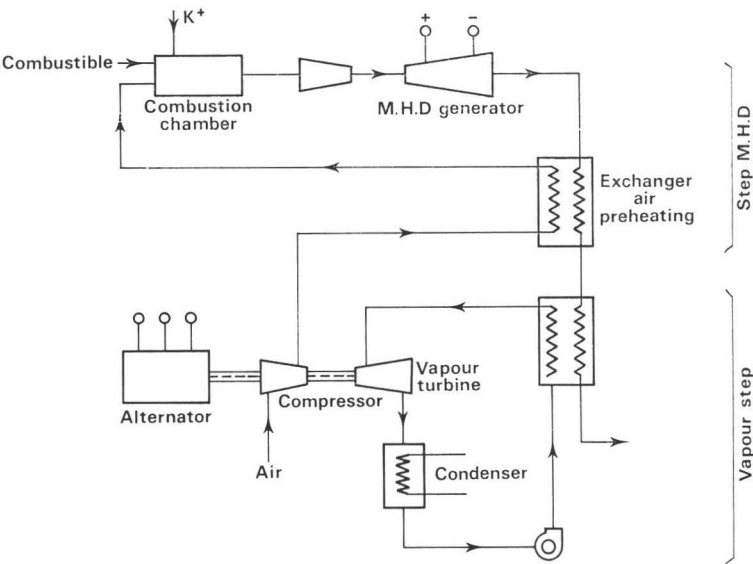 K+
+ −
Combustible
Combustion
chamber
M.H.D generator
Step M.H.D
Exchanger
air
preheating
Vapour
turbine
Alternator
Compressor
Air
Condenser
Vapour step